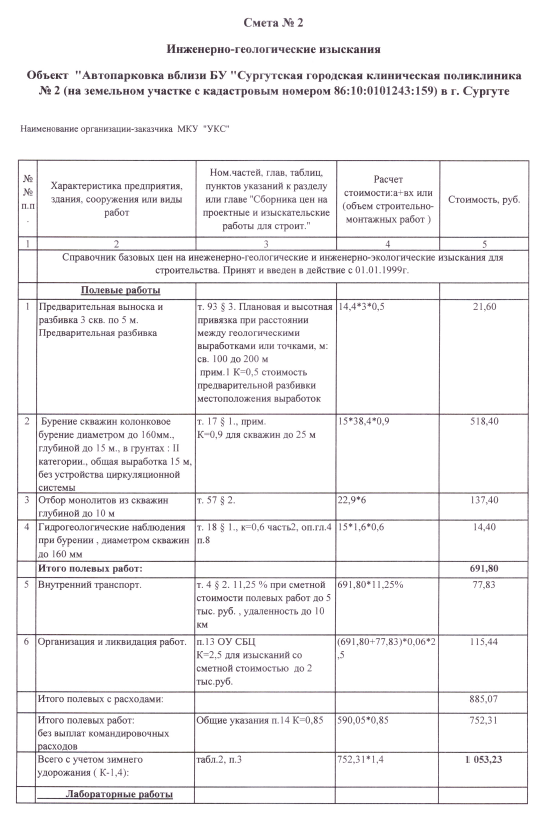 Смета № 2
Инженерно-геологические изыскания
Объект "Автопарковка вблизи БУ "Сургутская городская клиническая поликлиника
№ 2 (на земельном участке с кадастровым номером 86:10:0101243:159) в г. Сургуте
Наименование организации-заказчика МКУ "УКС"
№
№
п.п
.
Характеристика предприятия,
здания, сооружения или виды
работ
Ном.частей, глав, таблиц,
пунктов указаний к разделу
или главе "Сборника цен на
проектные и изыскательские
работы для строит."
Расчет
стоимости:а+вх или
(объем строительно-
монтажных работ )
Стоимость, руб.
1 2 3 4 5
Справочник базовых цен на инеженерно-геологические и инженерно-экологические изыскания для
строительства. Принят и введен в действие с 01.01.1999г.
Полевые работы
1
Предварительная выноска и
разбивка 3 скв. по 5 м.
Предварительная разбивка
т. 93 § 3. Плановая и высотная
привязка при расстоянии
между геологическими
выработками или точками, м:
св. 100 до 200 м
прим.1 К=0,5 стоимость
предварительной разбивки
местоположения выработок
14,4*3*0,5
21,60
2
Бурение скважин колонковое
бурение диаметром до 160мм.,
глубиной до 15 м., в грунтах : II
категории., общая выработка 15 м,
без устройства циркуляционной
системы
т. 17 § 1., прим.
К=0,9 для скважин до 25 м
15*38,4*0,9
518,40
3
Отбор монолитов из скважин
глубиной до 10 м
т. 57 § 2.
22,9*6
137,40
4
Гидрогеологические наблюдения
при бурении , диаметром скважин
до 160 мм
т. 18 § 1., к=0,6 часть2, оп.гл.4
п.8
15*1,6*0,6
14,40
Итого полевых работ:
691,80
5
Внутренний транспорт.
т. 4 § 2. 11,25 % при сметной
стоимости полевых работ до 5
тыс. руб. , удаленность до 10
км
691,80*11,25%
77,83
6
Организация и ликвидация работ.
п.13 ОУ СБЦ
К=2,5 для изысканий со
сметной стоимостью до 2
тыс.руб.
(691,80+77,83)*0,06*2
,5
115,44
Итого полевых с расходами:
885,07
Итого полевых работ:
без выплат командировочных
расходов
Общие указания п.14 К=0,85
590,05*0,85
752,31
Всего с учетом зимнего
удорожания ( К-1,4):
табл.2, п.3
752,31*1,4
1 053,23
Лабораторные работы